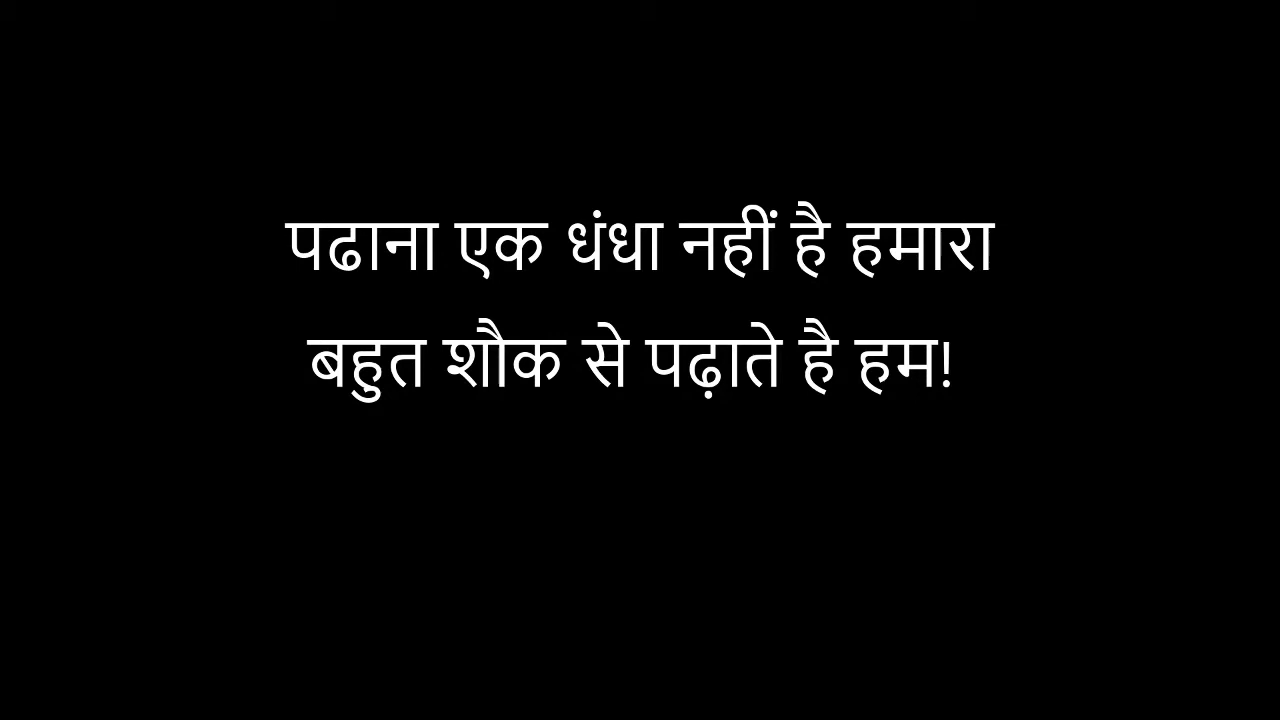 पढाना एक धंधा नहीं है हमारा
बहुत शौक से पढ़ाते है हम!